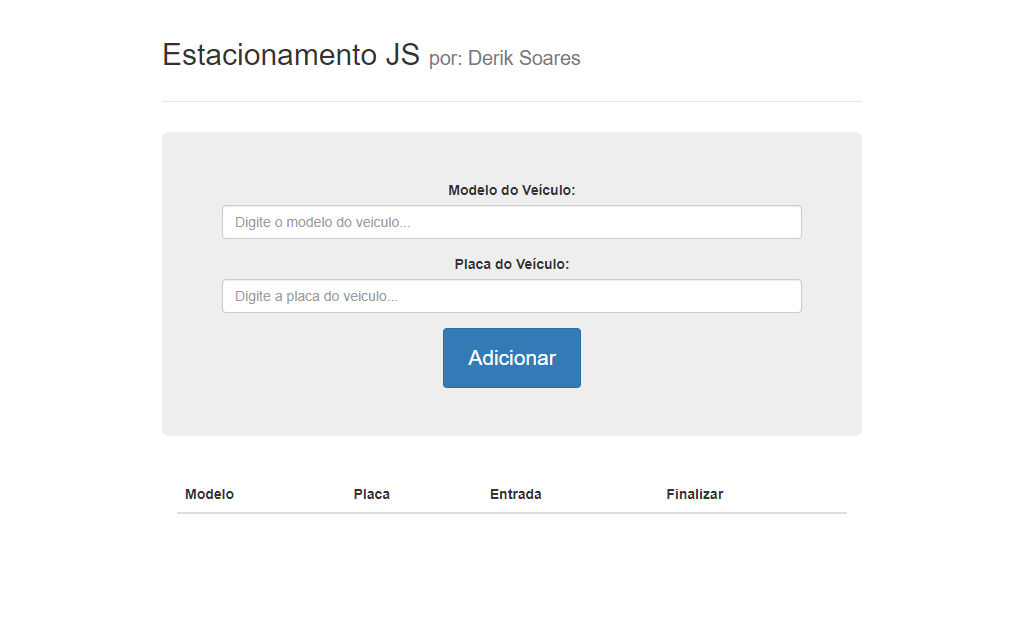 Estacionamento JS por: Derik Soares
Modelo do Veículo:
Digite o modelo do veiculo...
Placa do Veículo:
Digite a placa do veiculo...
Adicionar
Modelo Placa Entrada Finalizar